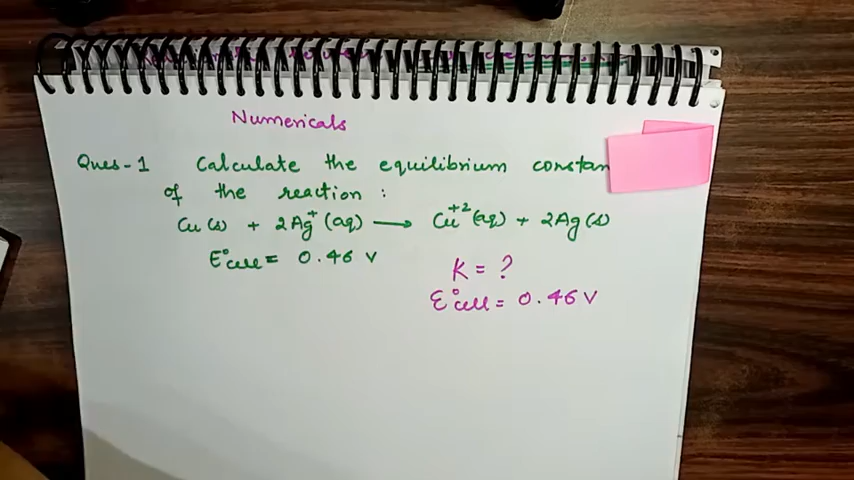 Numericals
Ques-1 Calculate the equilibrium constan
of the reaction :
Cu(s) + 2Ag⁺(aq) ⟶ Cu⁺²(aq) + 2Ag(s)
E°cell = 0.46 V
K = ?
E°cell = 0.46 V